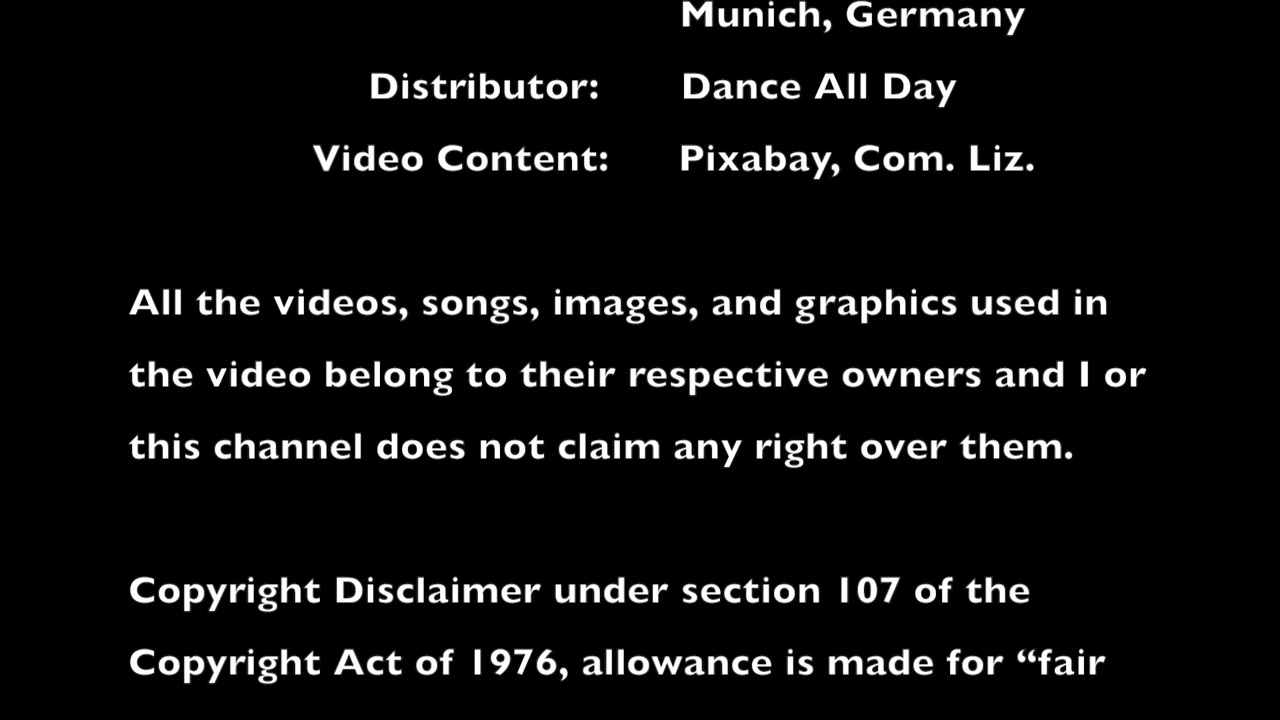 Munich, Germany
Distributor: Dance All Day
Video Content: Pixabay, Com. Liz.
All the videos, songs, images, and graphics used in
the video belong to their respective owners and I or
this channel does not claim any right over them.
Copyright Disclaimer under section 107 of the
Copyright Act of 1976, allowance is made for “fair